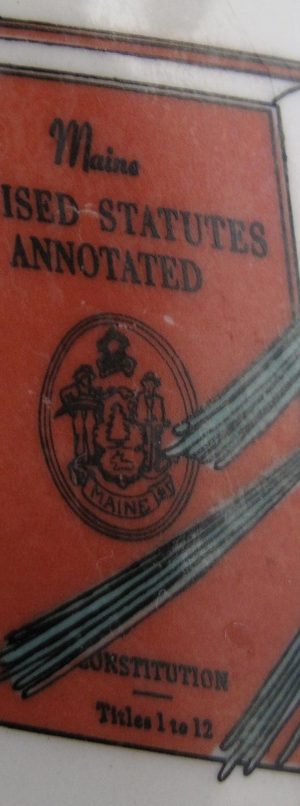 Maine
ISED STATUTES
ANNOTATED
MAINE
CONSTITUTION
Titles 1 to 12